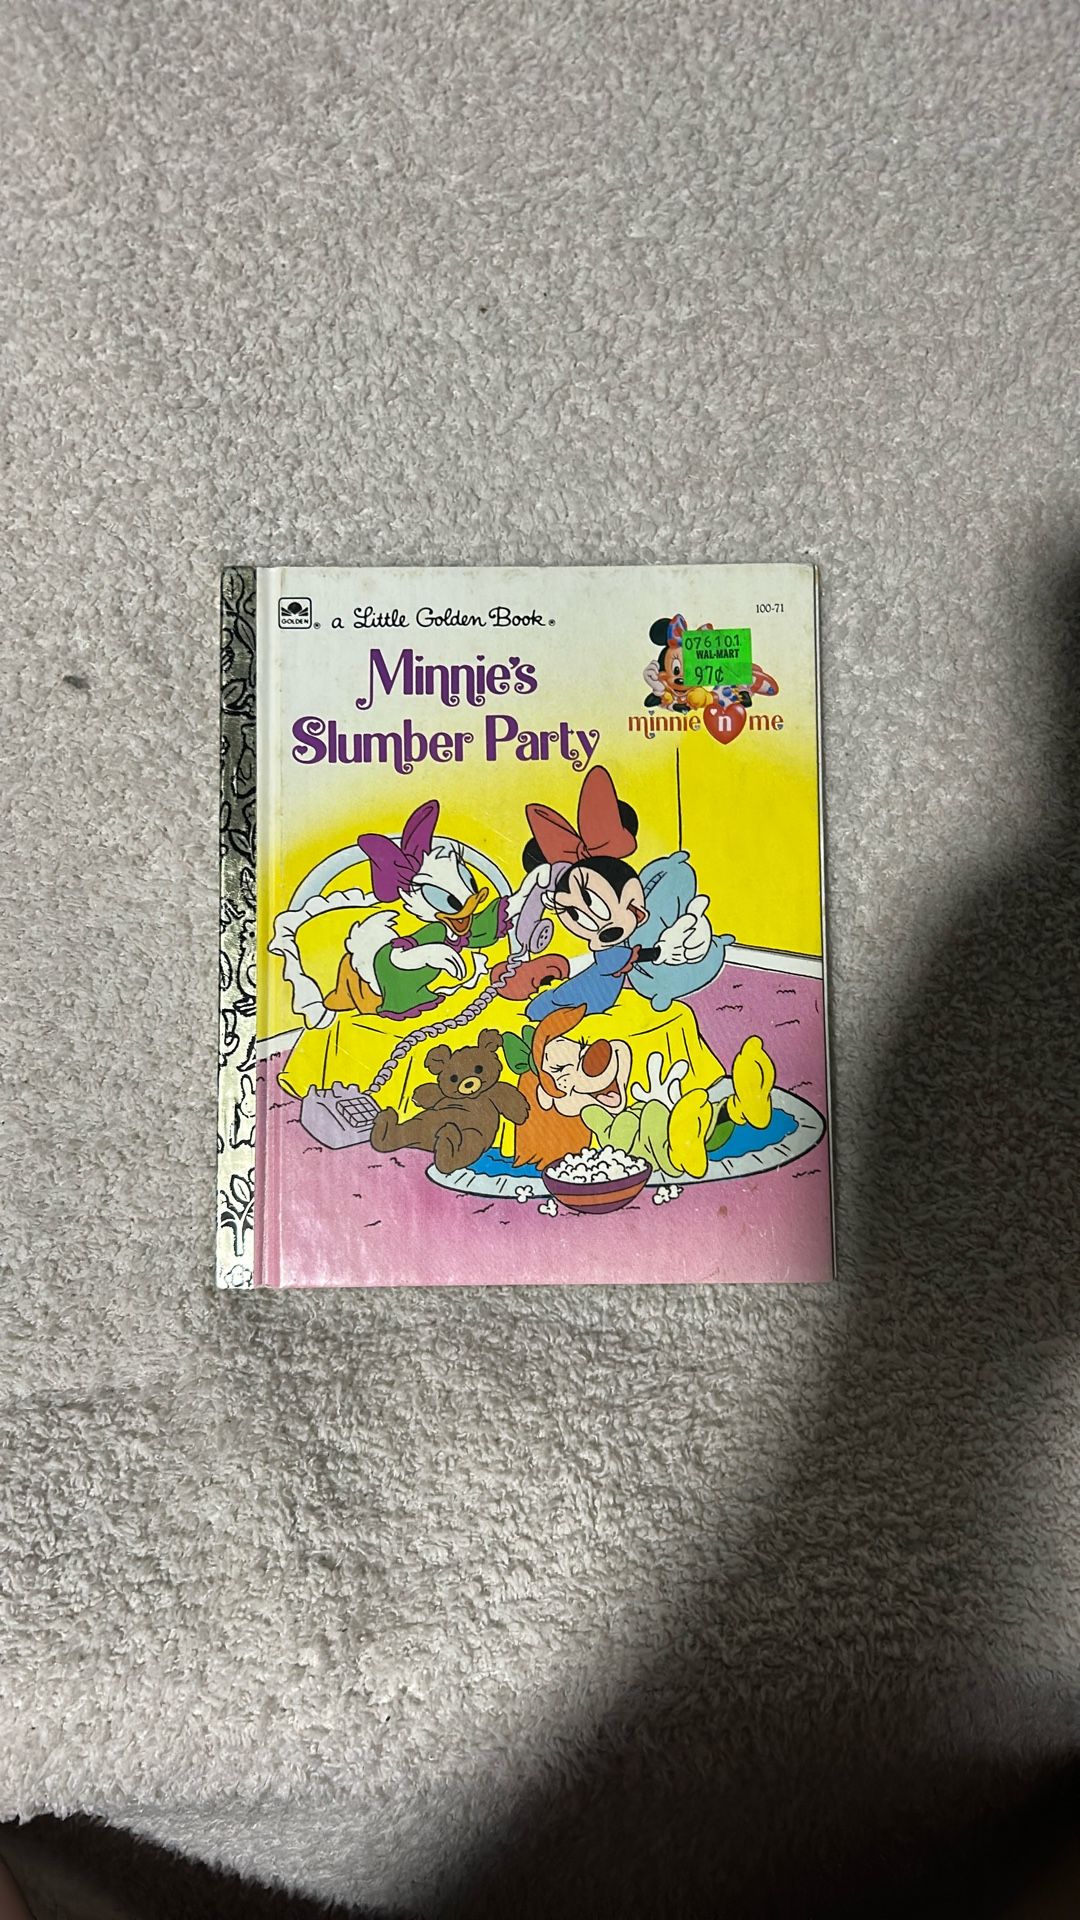 GOLDEN® a Little Golden Book®
100-71
Minnie's
Slumber Party
076101
WAL-MART
97¢
minnie 'n me